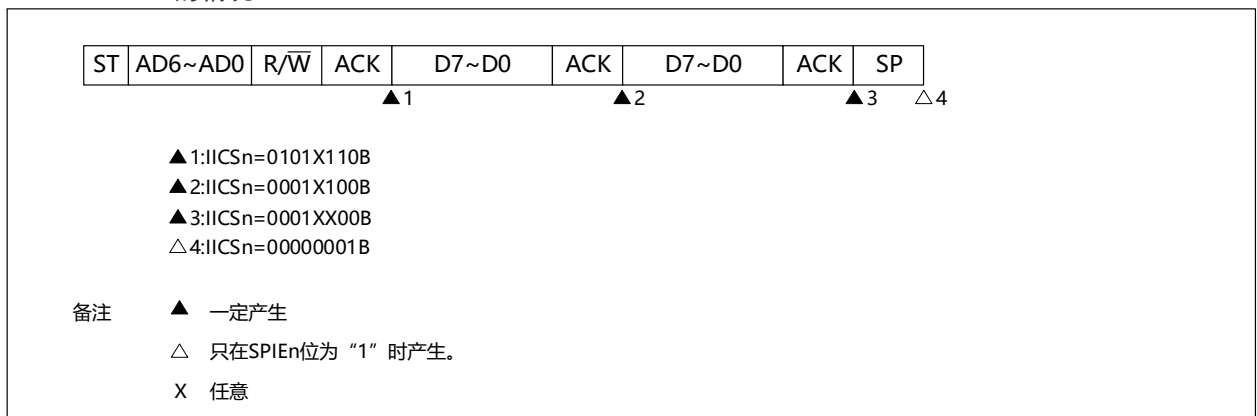 ST AD6~AD0 R/W̅ ACK D7~D0 ACK D7~D0 ACK SP
▲1 ▲2 ▲3 △4
▲1:IICSn=0101X110B
▲2:IICSn=0001X100B
▲3:IICSn=0001XX00B
△4:IICSn=00000001B
备注 ▲ 一定产生
△ 只在SPIEn位为“1”时产生。
X 任意